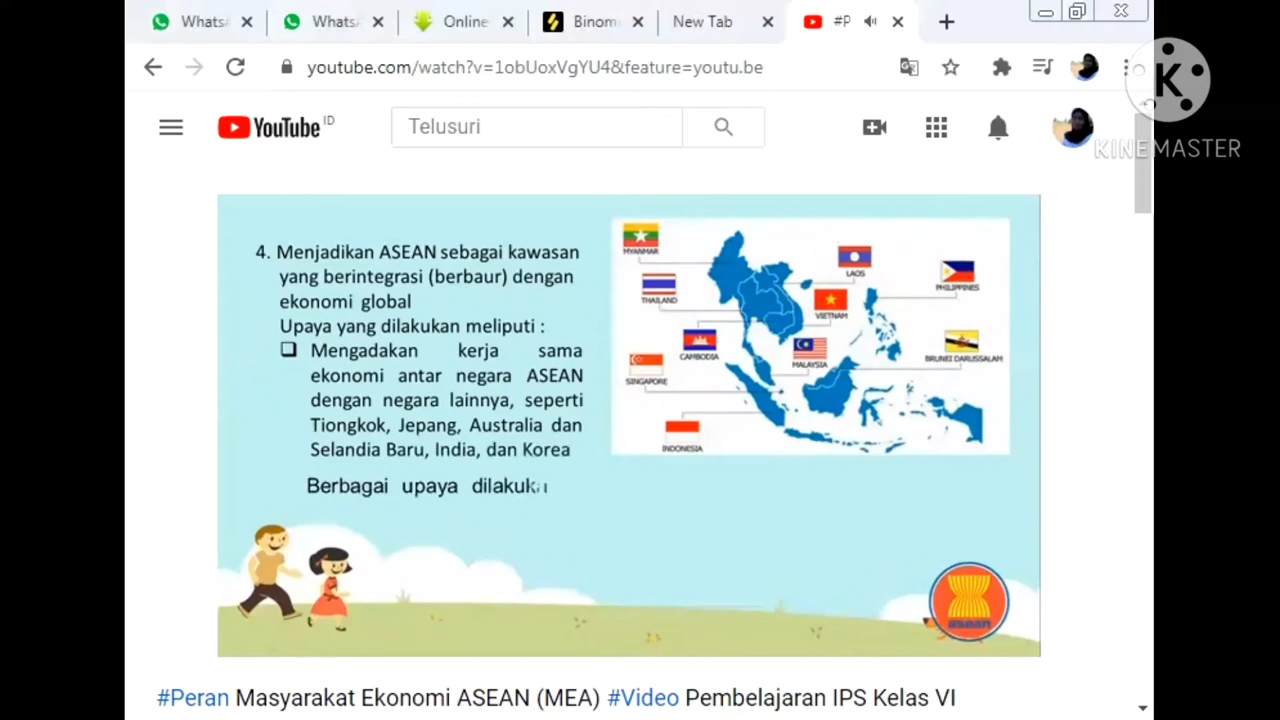 WhatsA
WhatsA
Online
Binom
New Tab
#P
youtube.com/watch?v=1obUoxVgYU4&feature=youtu.be
K
KINEMASTER
YouTube ID
Telusuri
4. Menjadikan ASEAN sebagai kawasan
yang berintegrasi (berbaur) dengan
ekonomi global
Upaya yang dilakukan meliputi :
Mengadakan kerja sama
ekonomi antar negara ASEAN
dengan negara lainnya, seperti
Tiongkok, Jepang, Australia dan
Selandia Baru, India, dan Korea
Berbagai upaya dilakuka
MYANMAR
LAOS
PHILIPPINES
THAILAND
VIETNAM
CAMBODIA
MALAYSIA
BRUNEI DARUSSALAM
SINGAPORE
INDONESIA
asean
#Peran Masyarakat Ekonomi ASEAN (MEA) #Video Pembelajaran IPS Kelas VI